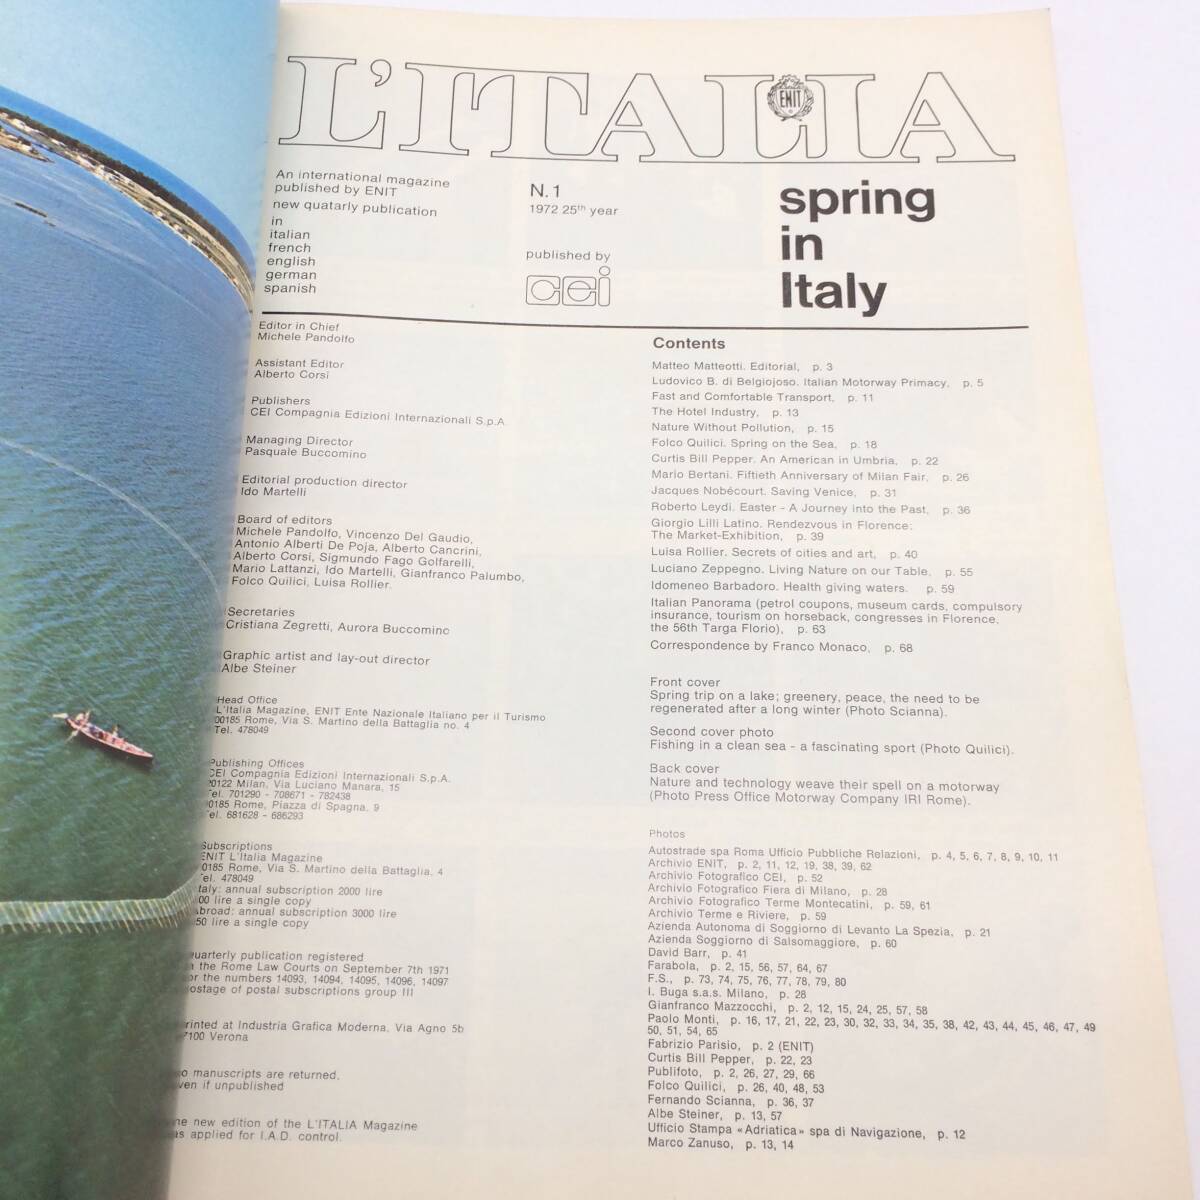 L'ITALIA
ENIT
An international magazine
published by ENIT
new quatarly publication
in
italian
french
english
german
spanish
N.1
1972 25th year
published by
cei
spring
in
Italy
Editor in Chief
Michele Pandolfo
Assistant Editor
Alberto Corsi
Publishers
CEI Compagnia Edizioni Internazionali S.p.A.
Managing Director
Pasquale Buccomino
Editorial production director
Ido Martelli
Board of editors
Michele Pandolfo, Vincenzo Del Gaudio,
Antonio Alberti De Poja, Alberto Cancrini,
Alberto Corsi, Sigmundo Fago Golfarelli,
Mario Lattanzi, Ido Martelli, Gianfranco Palumbo,
Folco Quilici, Luisa Rollier.
Secretaries
Cristiana Zegretti, Aurora Buccomino
Graphic artist and lay-out director
Albe Steiner
Head Office
L'Italia Magazine, ENIT Ente Nazionale Italiano per il Turismo
00185 Rome, Via S. Martino della Battaglia no. 4
Tel. 478049
Publishing Offices
CEI Compagnia Edizioni Internazionali S.p.A.
20122 Milan, Via Luciano Manara, 15
Tel. 701290 - 708671 - 782438
00185 Rome, Piazza di Spagna, 9
Tel. 681628 - 686293
Subscriptions
ENIT L'Italia Magazine
00185 Rome, Via S. Martino della Battaglia, 4
Tel. 478049
Italy: annual subscription 2000 lire
00 lire a single copy
Abroad: annual subscription 3000 lire
50 lire a single copy
quarterly publication registered
the Rome Law Courts on September 7th 1971
the numbers 14093, 14094, 14095, 14096, 14097
postage of postal subscriptions group III
Printed at Industria Grafica Moderna, Via Agno 5b
7100 Verona
manuscripts are returned,
even if unpublished
new edition of the L'ITALIA Magazine
applied for I.A.D. control.
Contents
Matteo Matteotti. Editorial, p. 3
Ludovico B. di Belgiojoso. Italian Motorway Primacy, p. 5
Fast and Comfortable Transport, p. 11
The Hotel Industry, p. 13
Nature Without Pollution, p. 15
Folco Quilici. Spring on the Sea, p. 18
Curtis Bill Pepper. An American in Umbria, p. 22
Mario Bertani. Fiftieth Anniversary of Milan Fair, p. 26
Jacques Nobécourt. Saving Venice, p. 31
Roberto Leydi. Easter - A Journey into the Past, p. 36
Giorgio Lilli Latino. Rendezvous in Florence:
The Market-Exhibition, p. 39
Luisa Rollier. Secrets of cities and art, p. 40
Luciano Zeppegno. Living Nature on our Table. p. 55
Idomeneo Barbadoro. Health giving waters. p. 59
Italian Panorama (petrol coupons, museum cards, compulsory
insurance, tourism on horseback, congresses in Florence,
the 56th Targa Florio), p. 63
Correspondence by Franco Monaco, p. 68
Front cover
Spring trip on a lake; greenery, peace, the need to be
regenerated after a long winter (Photo Scianna).
Second cover photo
Fishing in a clean sea - a fascinating sport (Photo Quilici).
Back cover
Nature and technology weave their spell on a motorway
(Photo Press Office Motorway Company IRI Rome).
Photos
Autostrade spa Roma Ufficio Pubbliche Relazioni, p. 4, 5, 6, 7, 8, 9, 10, 11
Archivio ENIT, p. 2, 11, 12, 19, 38, 39, 62
Archivio Fotografico CEI, p. 52
Archivio Fotografico Fiera di Milano, p. 28
Archivio Fotografico Terme Montecatini, p. 59, 61
Archivio Terme e Riviere, p. 59
Azienda Autonoma di Soggiorno di Levanto La Spezia, p. 21
Azienda Soggiorno di Salsomaggiore, p. 60
David Barr, p. 41
Farabola, p. 2, 15, 56, 57, 64, 67
F.S., p. 73, 74, 75, 76, 77, 78, 79, 80
I. Buga s.a.s. Milano, p. 28
Gianfranco Mazzocchi, p. 2, 12, 15, 24, 25, 57, 58
Paolo Monti, p. 16, 17, 21, 22, 23, 30, 32, 33, 34, 35, 38, 42, 43, 44, 45, 46, 47, 49
50, 51, 54, 65
Fabrizio Parisio, p. 2 (ENIT)
Curtis Bill Pepper, p. 22, 23
Publifoto, p. 2, 26, 27, 29, 66
Folco Quilici, p. 26, 40, 48, 53
Fernando Scianna, p. 36, 37
Albe Steiner, p. 13, 57
Ufficio Stampa «Adriatica» spa di Navigazione, p. 12
Marco Zanuso, p. 13, 14